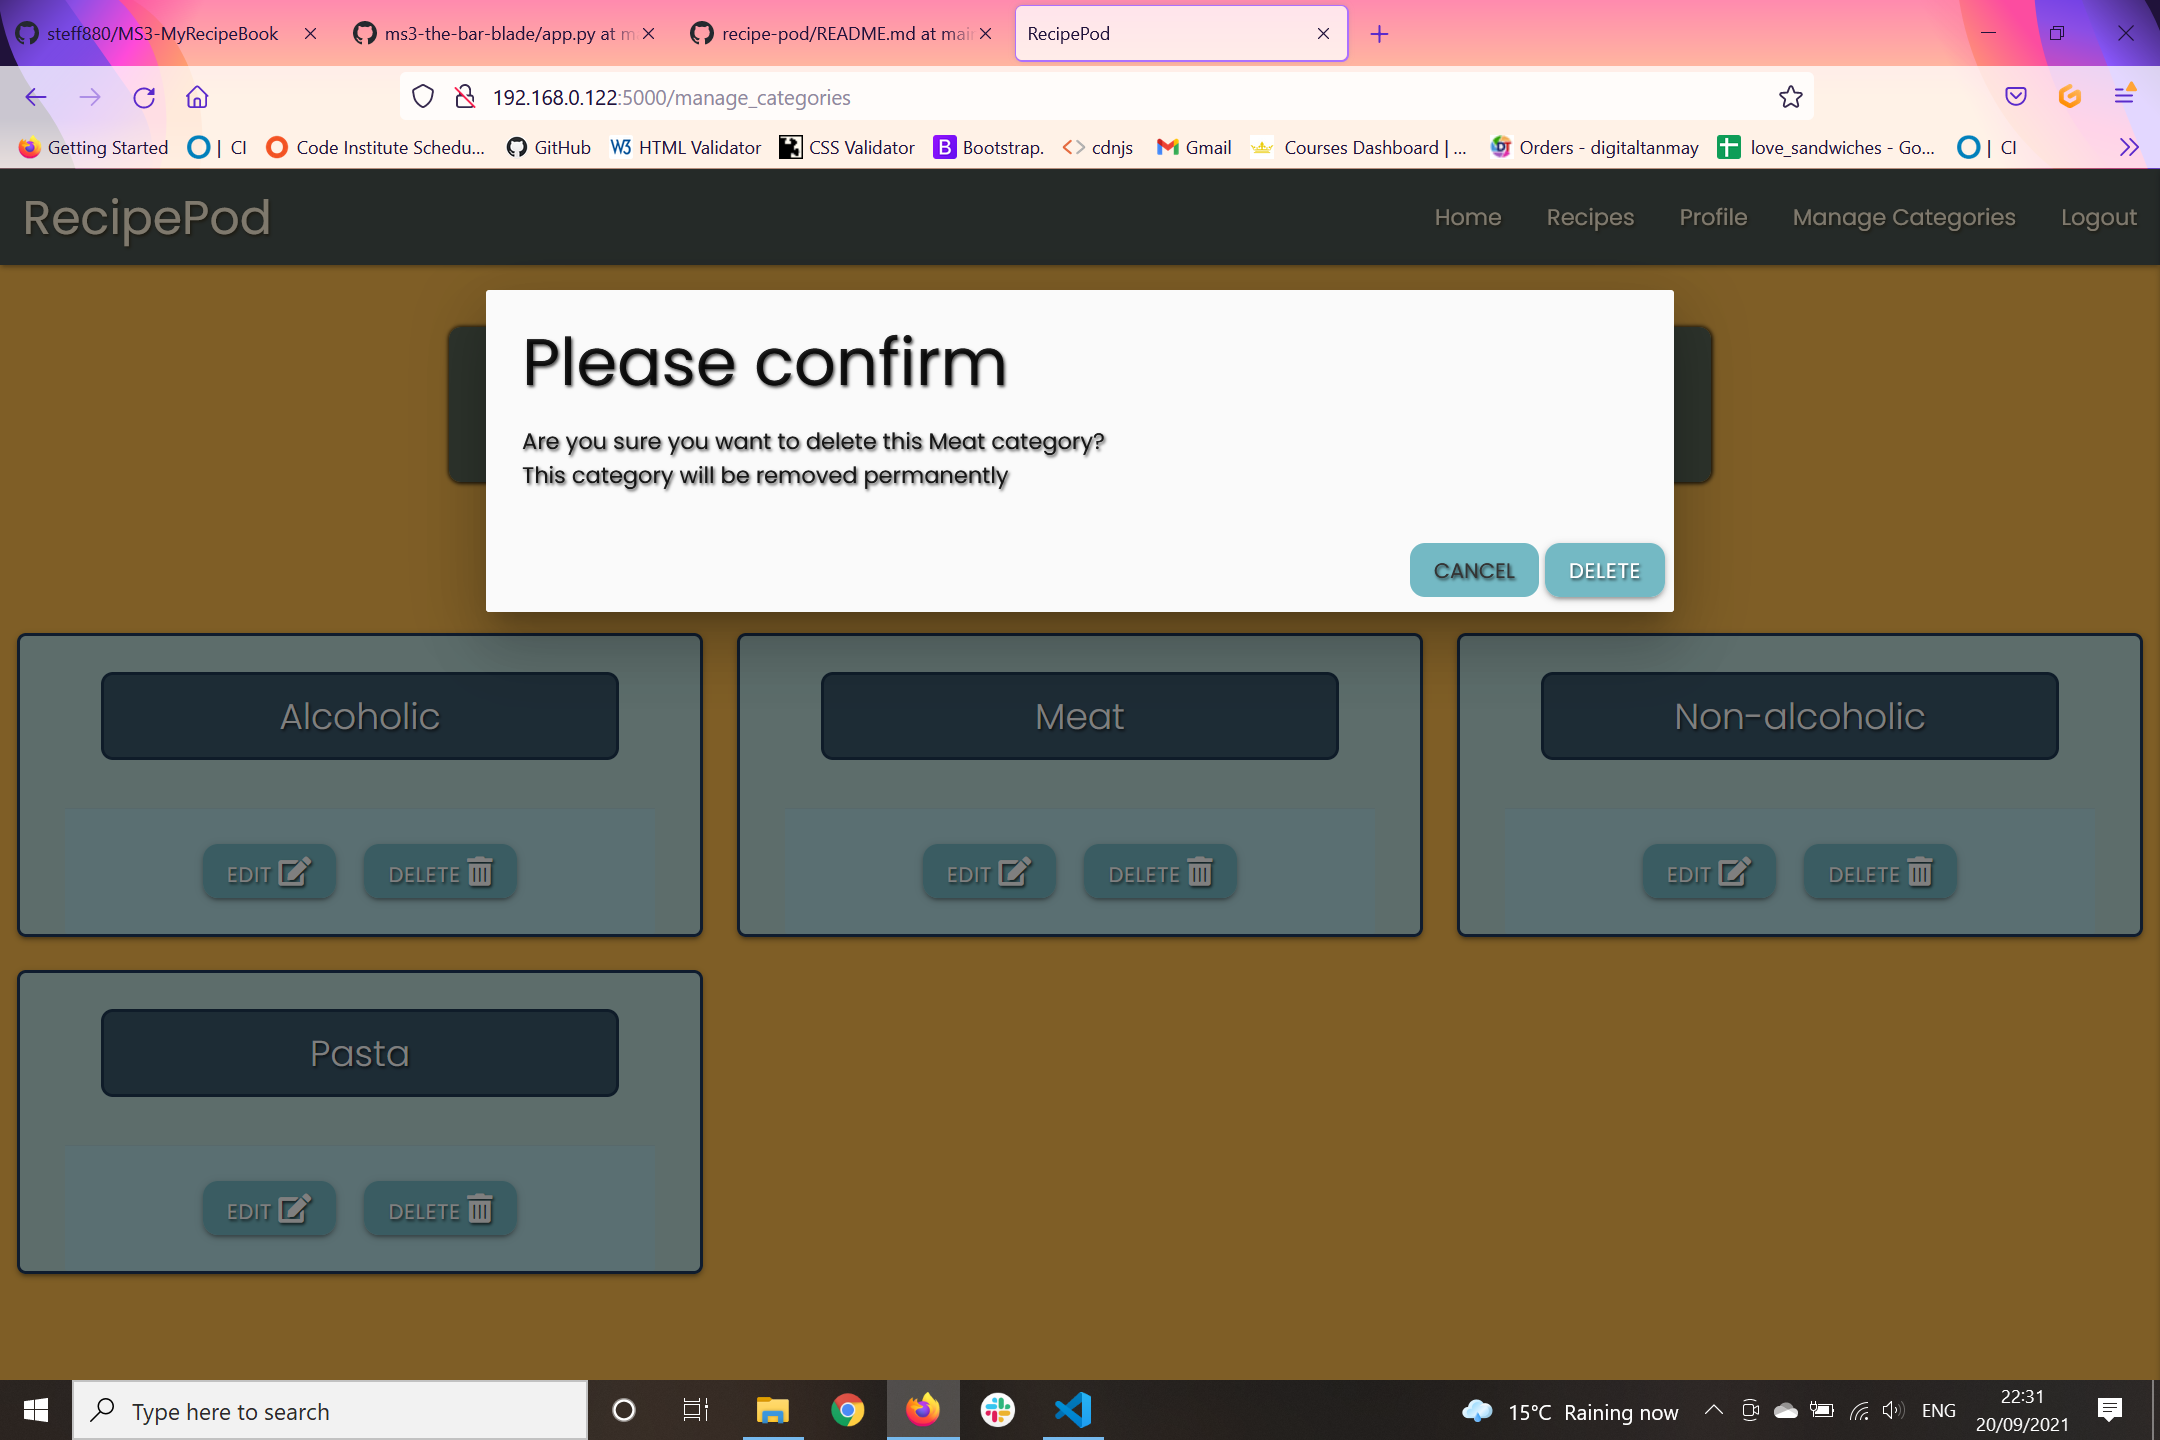 steff880/MS3-MyRecipeBook
ms3-the-bar-blade/app.py at m
recipe-pod/README.md at mai
RecipePod
192.168.0.122:5000/manage_categories
Getting Started
| CI
Code Institute Schedu...
GitHub
HTML Validator
CSS Validator
Bootstrap.
cdnjs
Gmail
Courses Dashboard | ...
Orders - digitaltanmay
love_sandwiches - Go...
| CI
RecipePod
Home
Recipes
Profile
Manage Categories
Logout
Please confirm
Are you sure you want to delete this Meat category?
This category will be removed permanently
CANCEL
DELETE
Alcoholic
Meat
Non-alcoholic
EDIT
DELETE
EDIT
DELETE
EDIT
DELETE
Pasta
EDIT
DELETE
Type here to search
15°C Raining now
ENG
22:31
20/09/2021